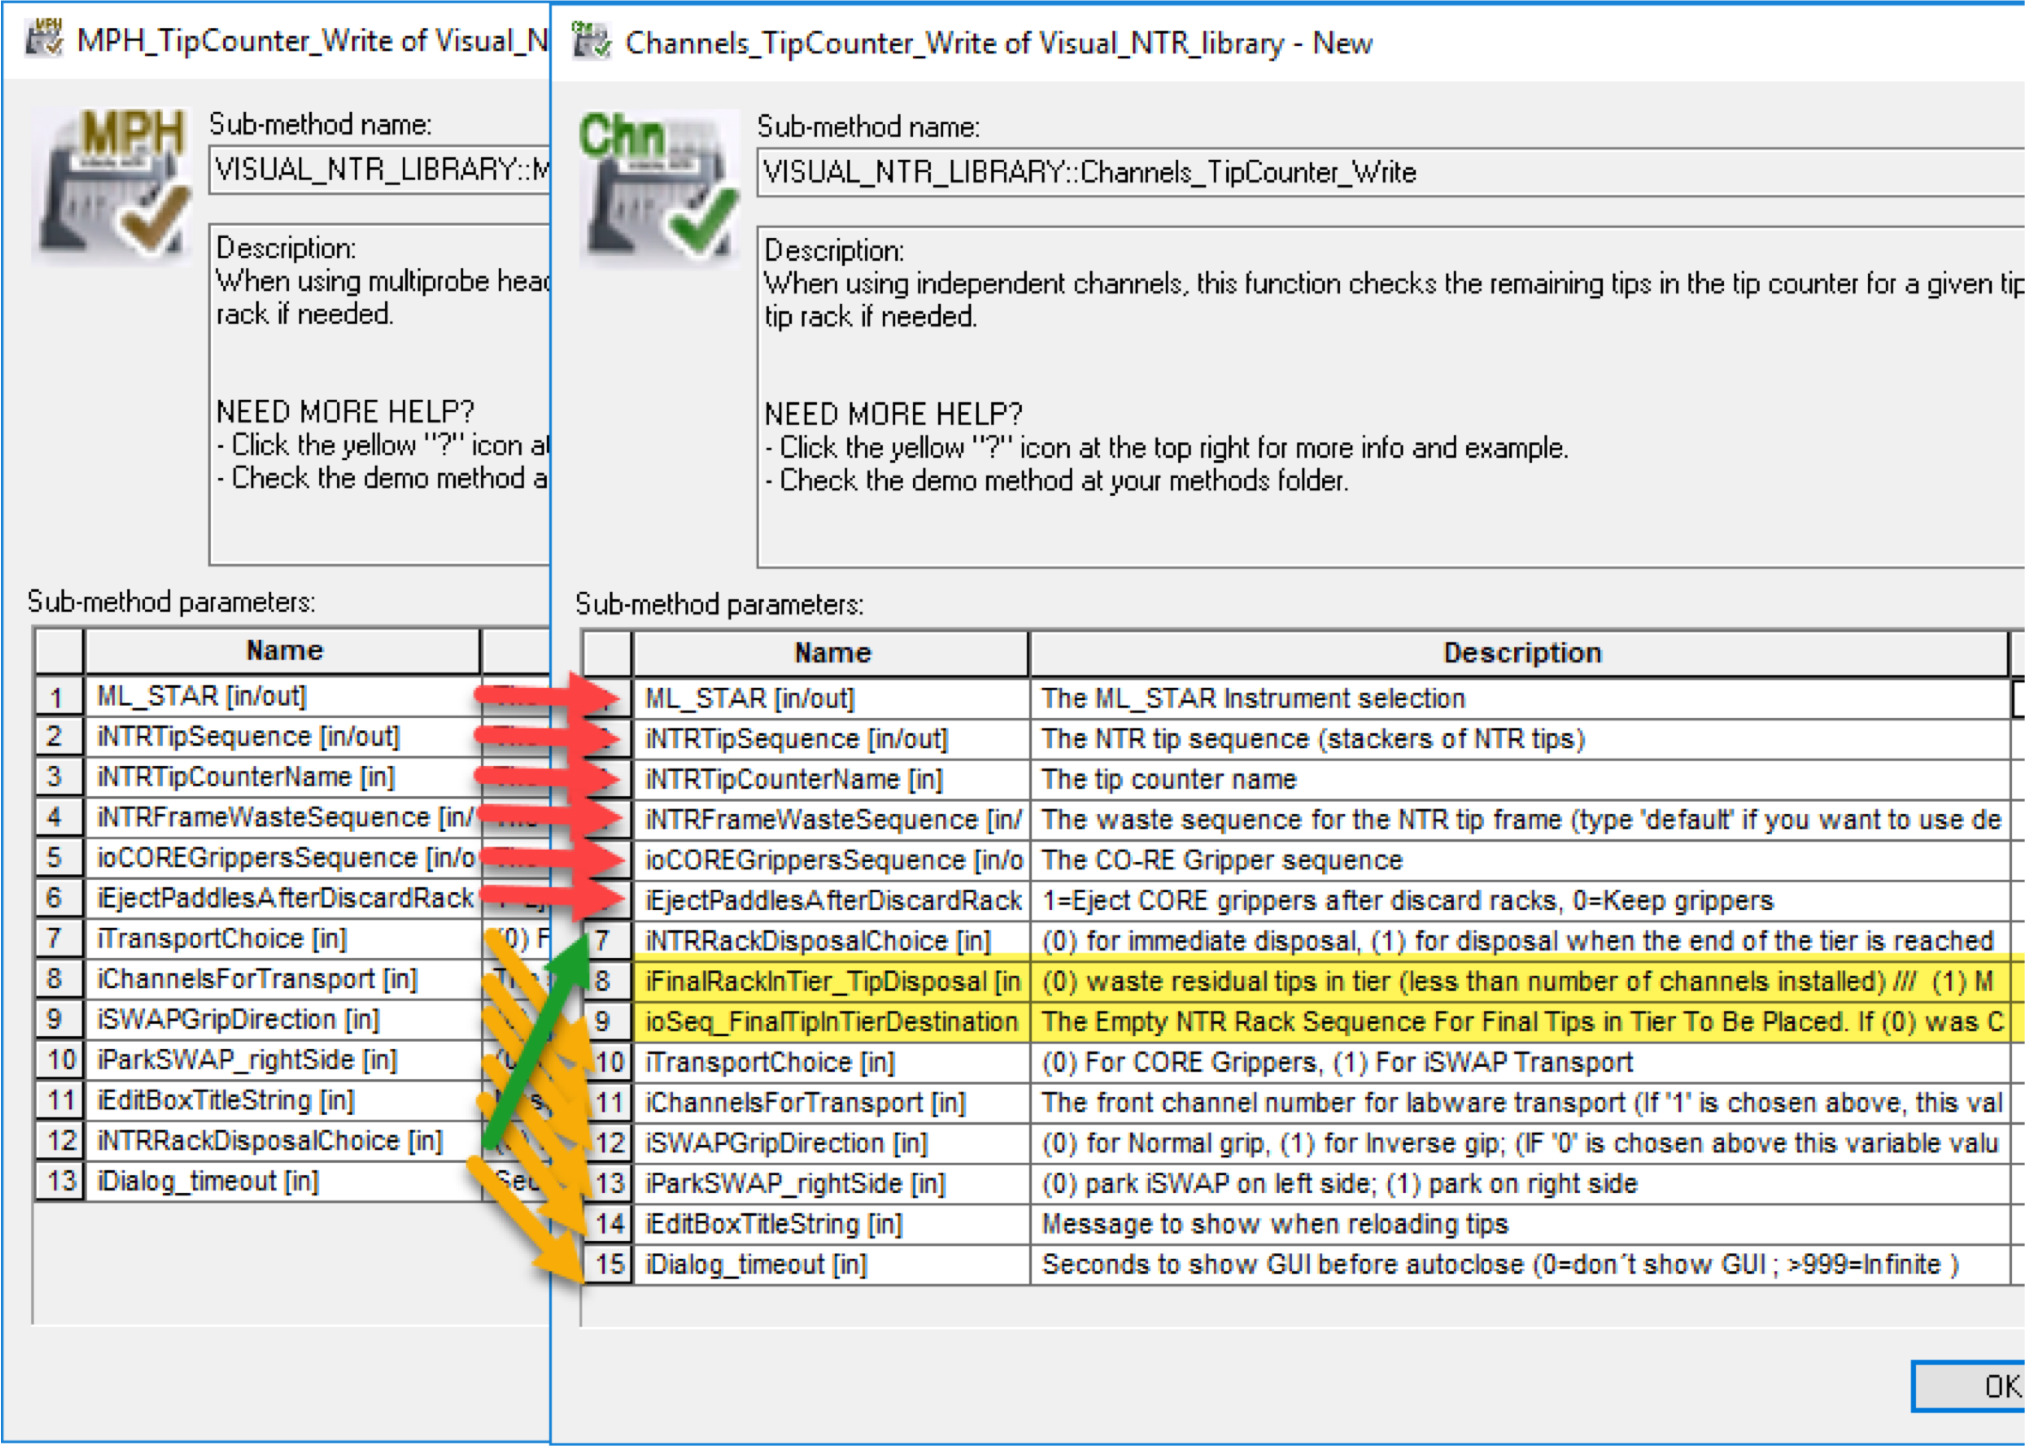 MPH_TipCounter_Write of Visual_N
MPH
Sub-method name:
VISUAL_NTR_LIBRARY::M
Description:
When using multiprobe head
rack if needed.
NEED MORE HELP?
- Click the yellow "?" icon at
- Check the demo method a
Sub-method parameters:
Name
1 ML_STAR [in/out]
2 iNTRTipSequence [in/out]
3 iNTRTipCounterName [in]
4 iNTRFrameWasteSequence [in/
5 ioCOREGrippersSequence [in/o
6 iEjectPaddlesAfterDiscardRack
7 iTransportChoice [in] (0) F
8 iChannelsForTransport [in]
9 iSWAPGripDirection [in]
10 iParkSWAP_rightSide [in]
11 iEditBoxTitleString [in]
12 iNTRRackDisposalChoice [in]
13 iDialog_timeout [in] Sec
Channels_TipCounter_Write of Visual_NTR_library - New
Chn
Sub-method name:
VISUAL_NTR_LIBRARY::Channels_TipCounter_Write
Description:
When using independent channels, this function checks the remaining tips in the tip counter for a given tip
tip rack if needed.
NEED MORE HELP?
- Click the yellow "?" icon at the top right for more info and example.
- Check the demo method at your methods folder.
Sub-method parameters:
Name Description
ML_STAR [in/out] The ML_STAR Instrument selection
iNTRTipSequence [in/out] The NTR tip sequence (stackers of NTR tips)
iNTRTipCounterName [in] The tip counter name
iNTRFrameWasteSequence [in/ The waste sequence for the NTR tip frame (type 'default' if you want to use de
ioCOREGrippersSequence [in/o The CO-RE Gripper sequence
iEjectPaddlesAfterDiscardRack 1=Eject CORE grippers after discard racks, 0=Keep grippers
7 iNTRRackDisposalChoice [in] (0) for immediate disposal, (1) for disposal when the end of the tier is reached
8 iFinalRackInTier_TipDisposal [in (0) waste residual tips in tier (less than number of channels installed) /// (1) M
9 ioSeq_FinalTipInTierDestination The Empty NTR Rack Sequence For Final Tips in Tier To Be Placed. If (0) was C
10 iTransportChoice [in] (0) For CORE Grippers, (1) For iSWAP Transport
11 iChannelsForTransport [in] The front channel number for labware transport (If '1' is chosen above, this val
12 iSWAPGripDirection [in] (0) for Normal grip, (1) for Inverse gip; (IF '0' is chosen above this variable valu
13 iParkSWAP_rightSide [in] (0) park iSWAP on left side; (1) park on right side
14 iEditBoxTitleString [in] Message to show when reloading tips
15 iDialog_timeout [in] Seconds to show GUI before autoclose (0=don´t show GUI ; >999=Infinite )
OK